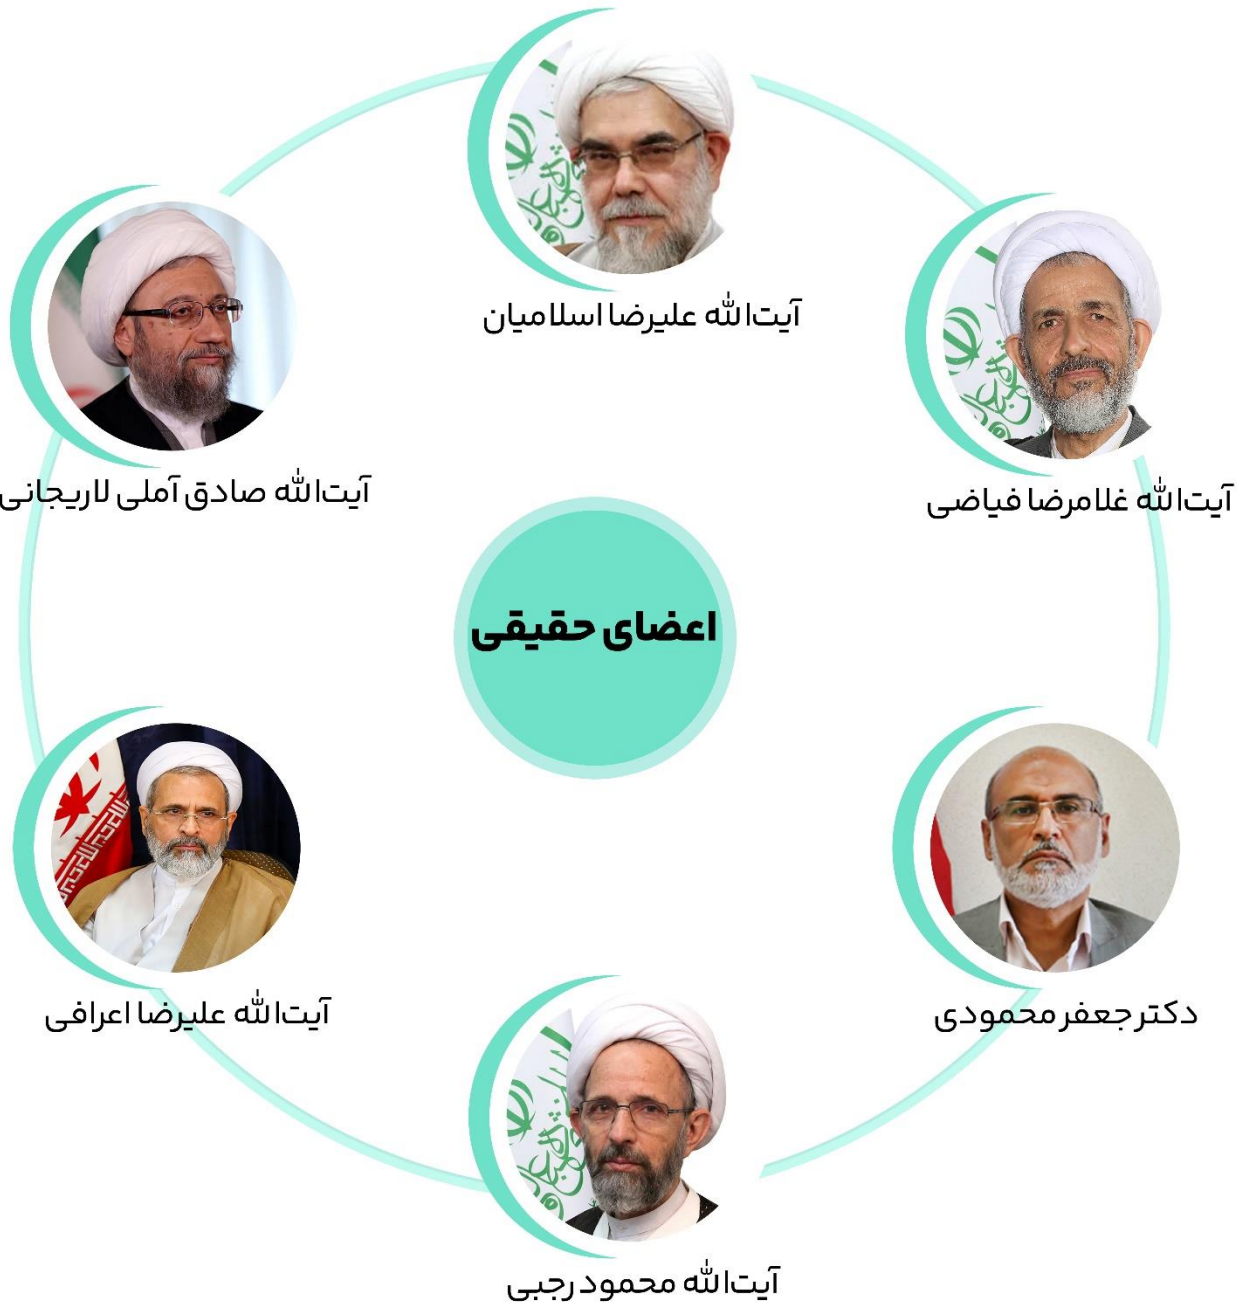 آیت‌الله علیرضا اسلامیان
آیت‌الله غلامرضا فیاضی
آیت‌الله صادق آملی لاریجانی
اعضای حقیقی
دکتر جعفر محمودی
آیت‌الله علیرضا اعرافی
آیت‌الله محمود رجبی